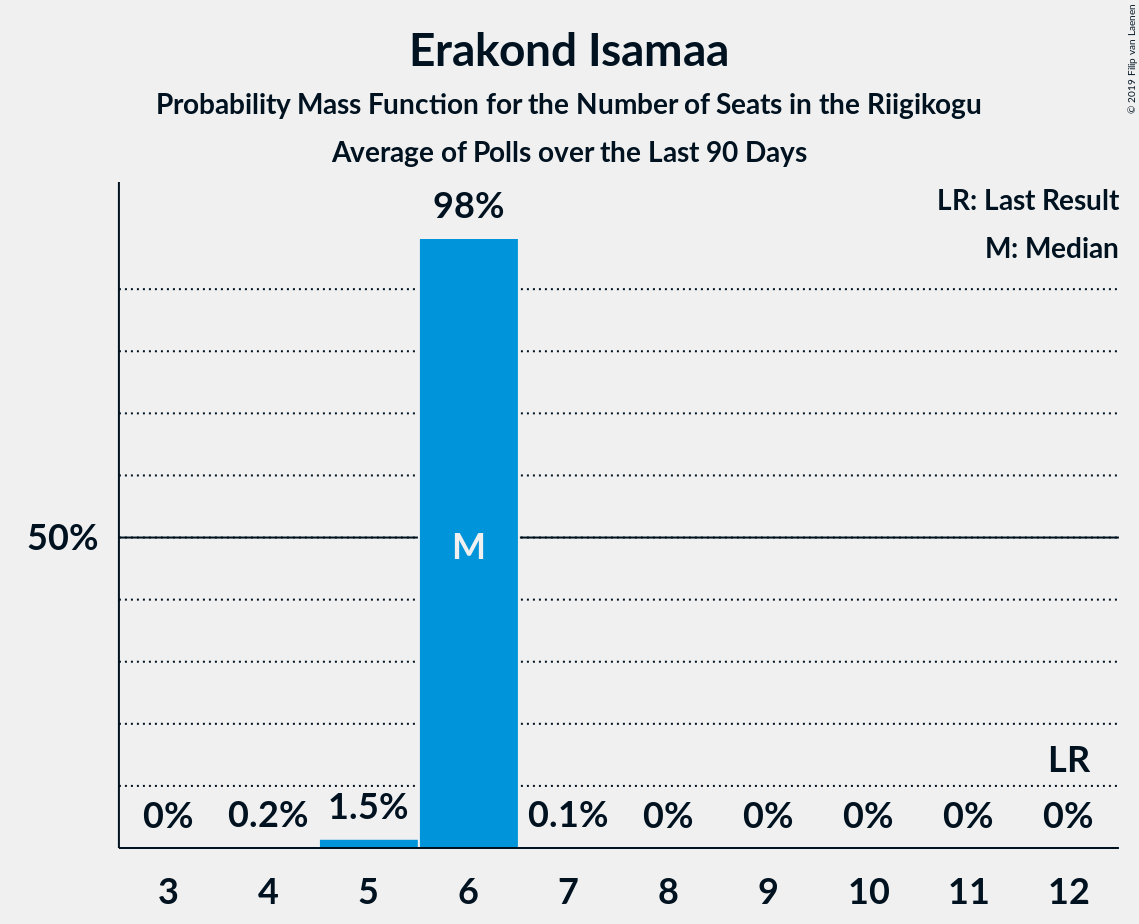 Erakond Isamaa
Probability Mass Function for the Number of Seats in the Riigikogu
Average of Polls over the Last 90 Days
© 2019 Filip van Laenen
LR: Last Result
M: Median
98%
50%
M
LR
0% 0.2% 1.5% 0.1% 0% 0% 0% 0% 0%
3 4 5 6 7 8 9 10 11 12